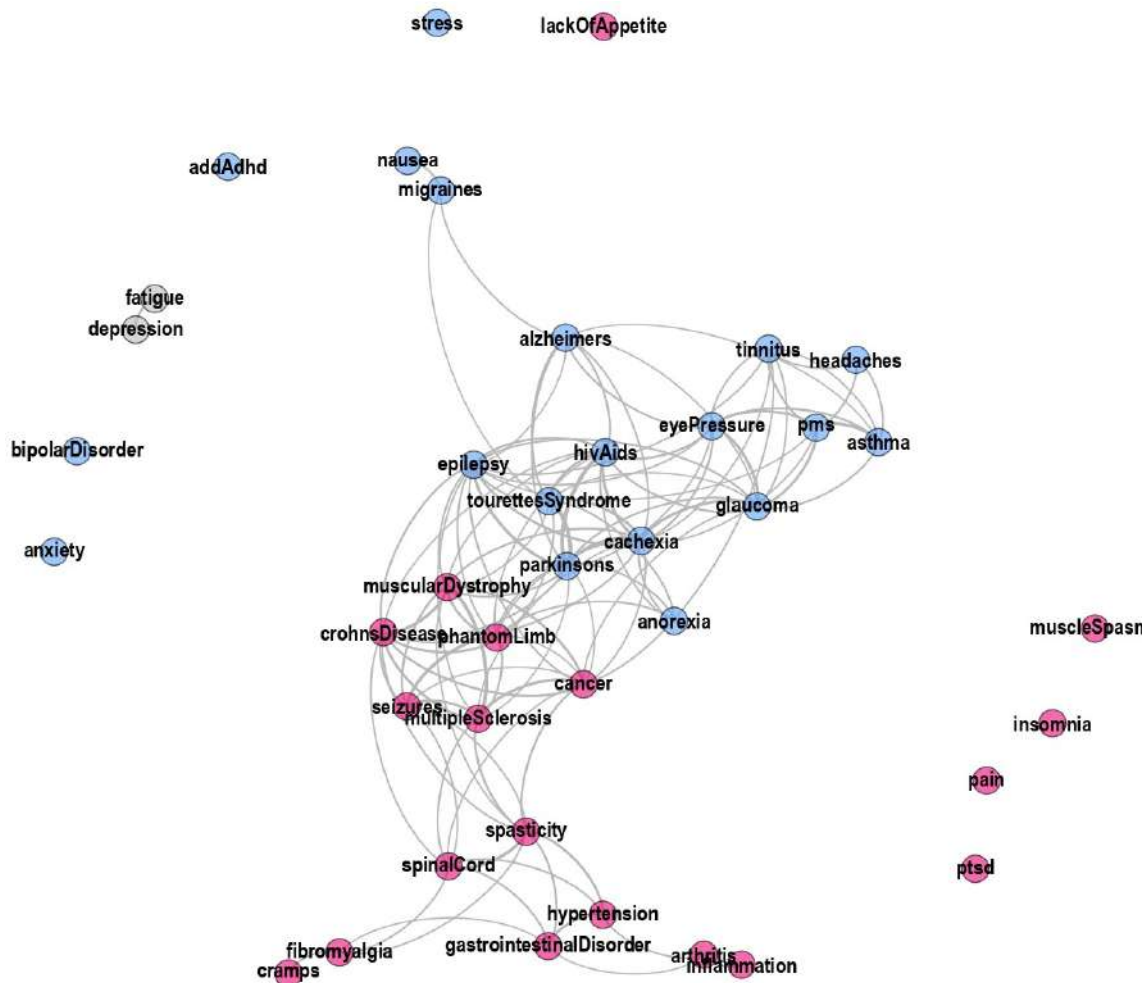 stress
lackOfAppetite
nausea
addAdhd
migraines
fatigue
depression
alzheimers
tinnitus
headaches
eyePressure
pms
asthma
bipolarDisorder
hivAids
epilepsy
tourettesSyndrome
glaucoma
cachexia
anxiety
parkinsons
muscularDystrophy
anorexia
muscleSpasm
crohnsDisease
phantomLimb
cancer
seizures
multipleSclerosis
insomnia
pain
spasticity
spinalCord
ptsd
hypertension
gastrointestinalDisorder
fibromyalgia
arthritis
inflammation
cramps